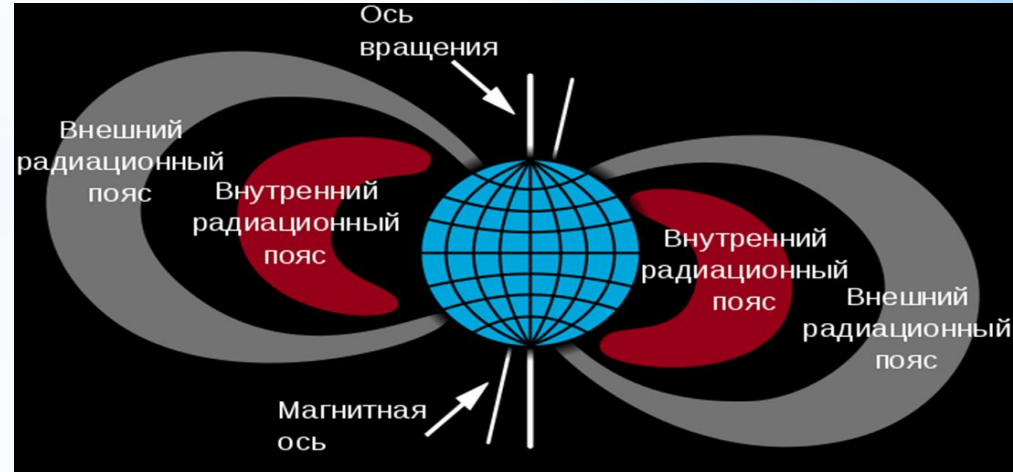 Ось
вращения
Внешний
радиационный
пояс
Внутренний
радиационный
пояс
Внутренний
радиационный
пояс
Внешний
радиационный
пояс
Магнитная
ось